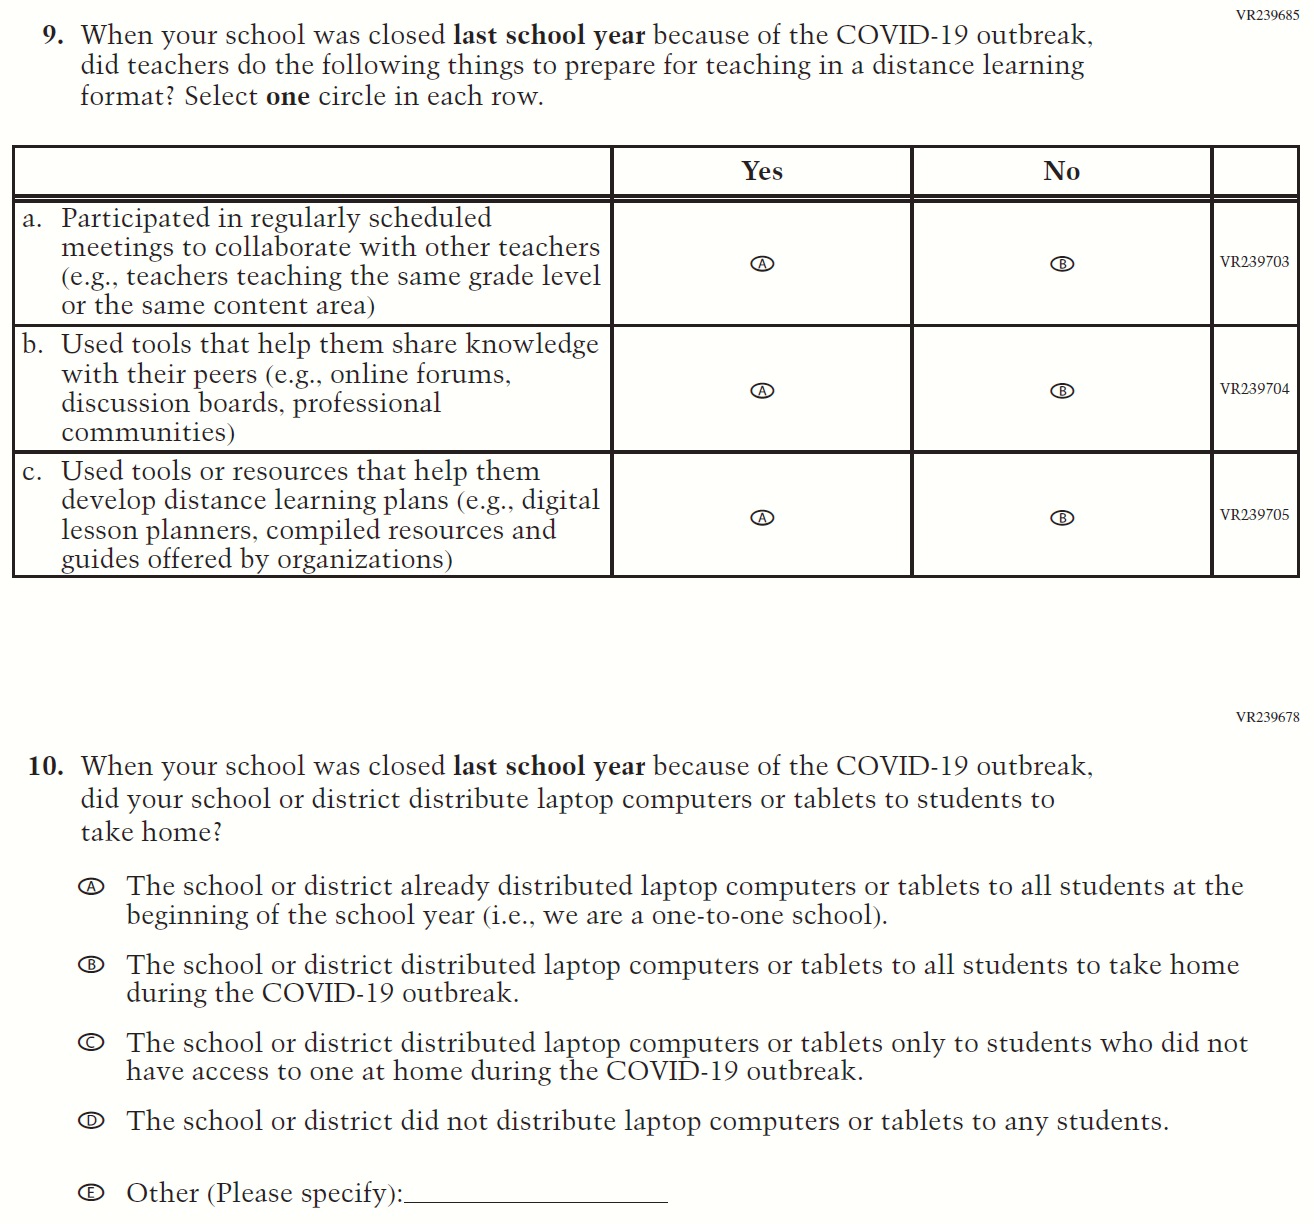 VR239685
9. When your school was closed last school year because of the COVID-19 outbreak,
did teachers do the following things to prepare for teaching in a distance learning
format? Select one circle in each row.
Yes No
a. Participated in regularly scheduled
meetings to collaborate with other teachers
(e.g., teachers teaching the same grade level
or the same content area)
A B VR239703
b. Used tools that help them share knowledge
with their peers (e.g., online forums,
discussion boards, professional
communities)
A B VR239704
c. Used tools or resources that help them
develop distance learning plans (e.g., digital
lesson planners, compiled resources and
guides offered by organizations)
A B VR239705
VR239678
10. When your school was closed last school year because of the COVID-19 outbreak,
did your school or district distribute laptop computers or tablets to students to
take home?
A The school or district already distributed laptop computers or tablets to all students at the
beginning of the school year (i.e., we are a one-to-one school).
B The school or district distributed laptop computers or tablets to all students to take home
during the COVID-19 outbreak.
C The school or district distributed laptop computers or tablets only to students who did not
have access to one at home during the COVID-19 outbreak.
D The school or district did not distribute laptop computers or tablets to any students.
E Other (Please specify):